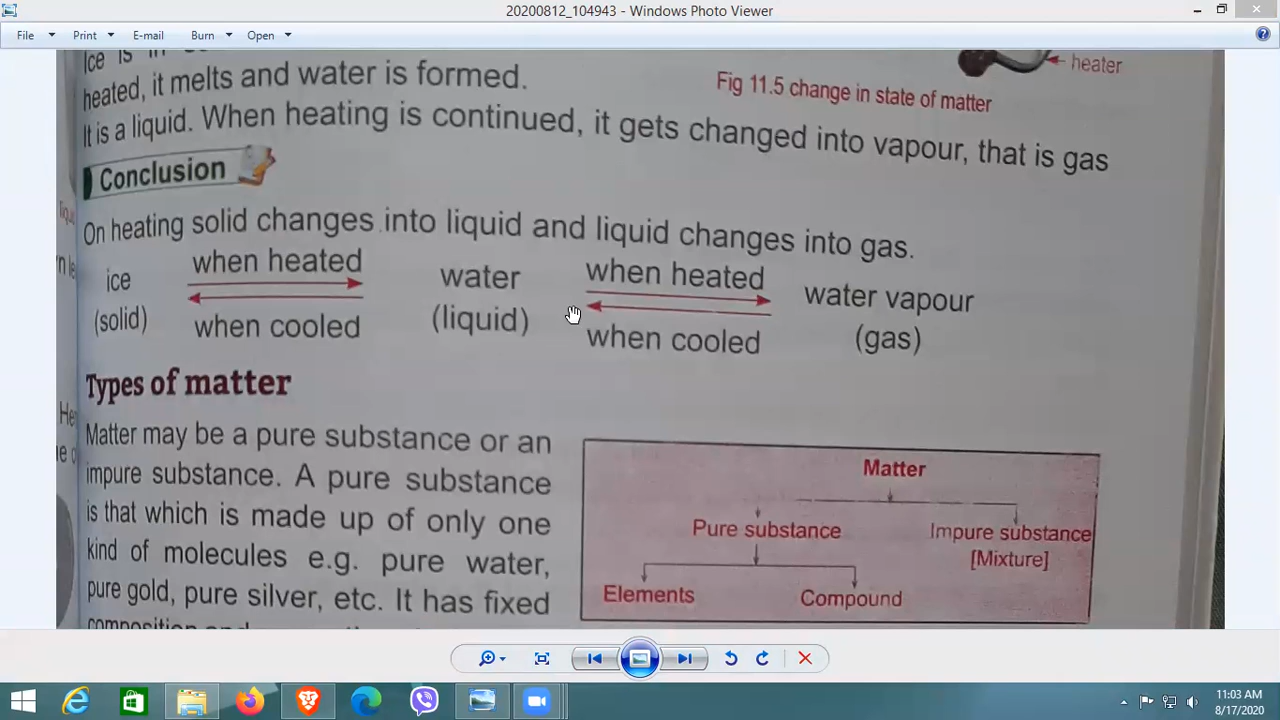 20200812_104943 - Windows Photo Viewer
File Print E-mail Burn Open
Ice is in
heated, it melts and water is formed.
heater
Fig 11.5 change in state of matter
It is a liquid. When heating is continued, it gets changed into vapour, that is gas
Conclusion
On heating solid changes into liquid and liquid changes into gas.
ice when heated water when heated water vapour
(solid) when cooled (liquid) when cooled (gas)
Types of matter
Matter may be a pure substance or an
impure substance. A pure substance
is that which is made up of only one
kind of molecules e.g. pure water,
pure gold, pure silver, etc. It has fixed
composition
Matter
Pure substance Impure substance
[Mixture]
Elements Compound
11:03 AM
8/17/2020